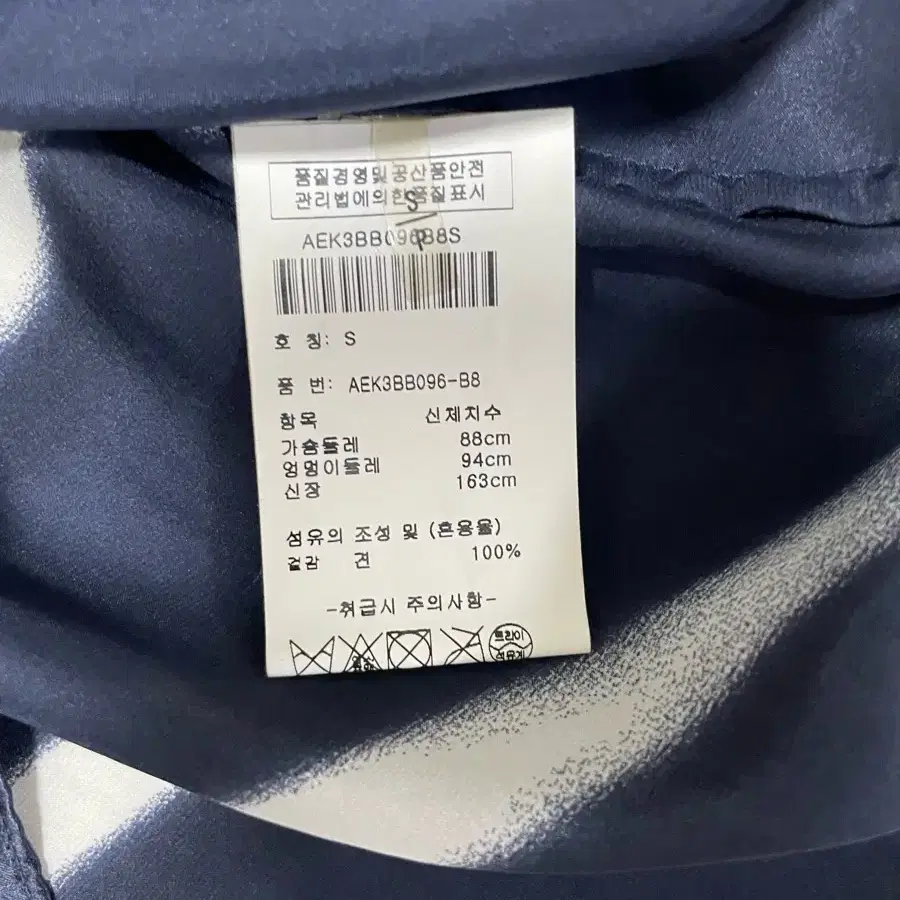 품질경영및공산품안전
관리법에의한품질표시
S/P
AEK3BB096B8S
호 칭: S
품 번: AEK3BB096-B8
항목 신체치수
가슴둘레 88cm
엉덩이둘레 94cm
신장 163cm
섬유의 조성 및 (혼용율)
겉감 견 100%
-취급시 주의사항-
드라이